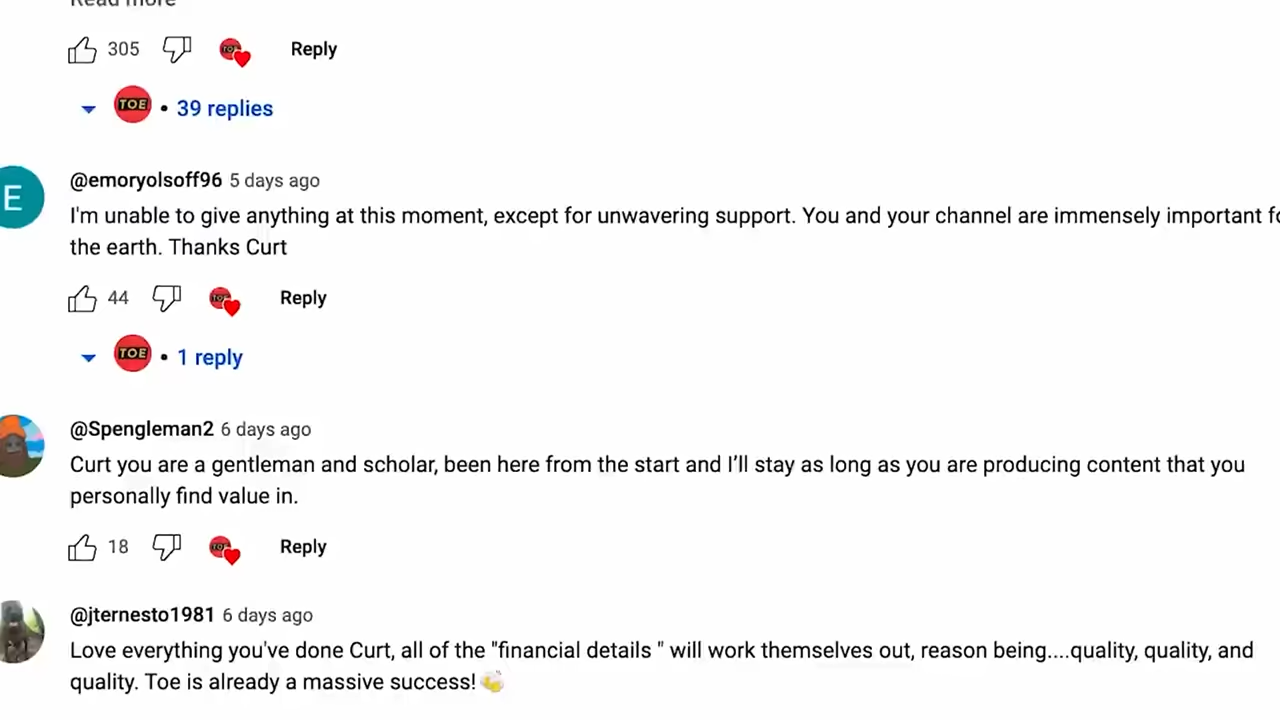 Read more
305 Reply
TOE • 39 replies
E
@emoryolsoff96 5 days ago
I'm unable to give anything at this moment, except for unwavering support. You and your channel are immensely important fo
the earth. Thanks Curt
44 Reply
TOE • 1 reply
@Spengleman2 6 days ago
Curt you are a gentleman and scholar, been here from the start and I’ll stay as long as you are producing content that you
personally find value in.
18 Reply
@jternesto1981 6 days ago
Love everything you've done Curt, all of the "financial details " will work themselves out, reason being....quality, quality, and
quality. Toe is already a massive success!